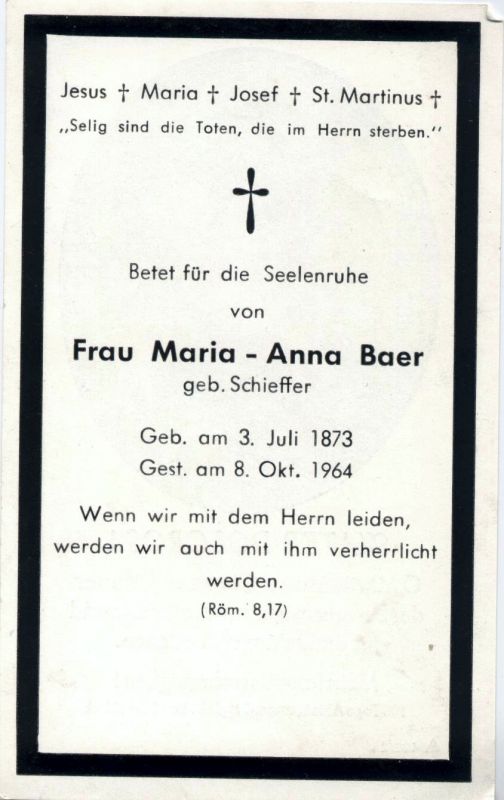 Jesus † Maria † Josef † St. Martinus †
„Selig sind die Toten, die im Herrn sterben."
Betet für die Seelenruhe
von
Frau Maria - Anna Baer
geb. Schieffer
Geb. am 3. Juli 1873
Gest. am 8. Okt. 1964
Wenn wir mit dem Herrn leiden,
werden wir auch mit ihm verherrlicht
werden.
(Röm. 8,17)